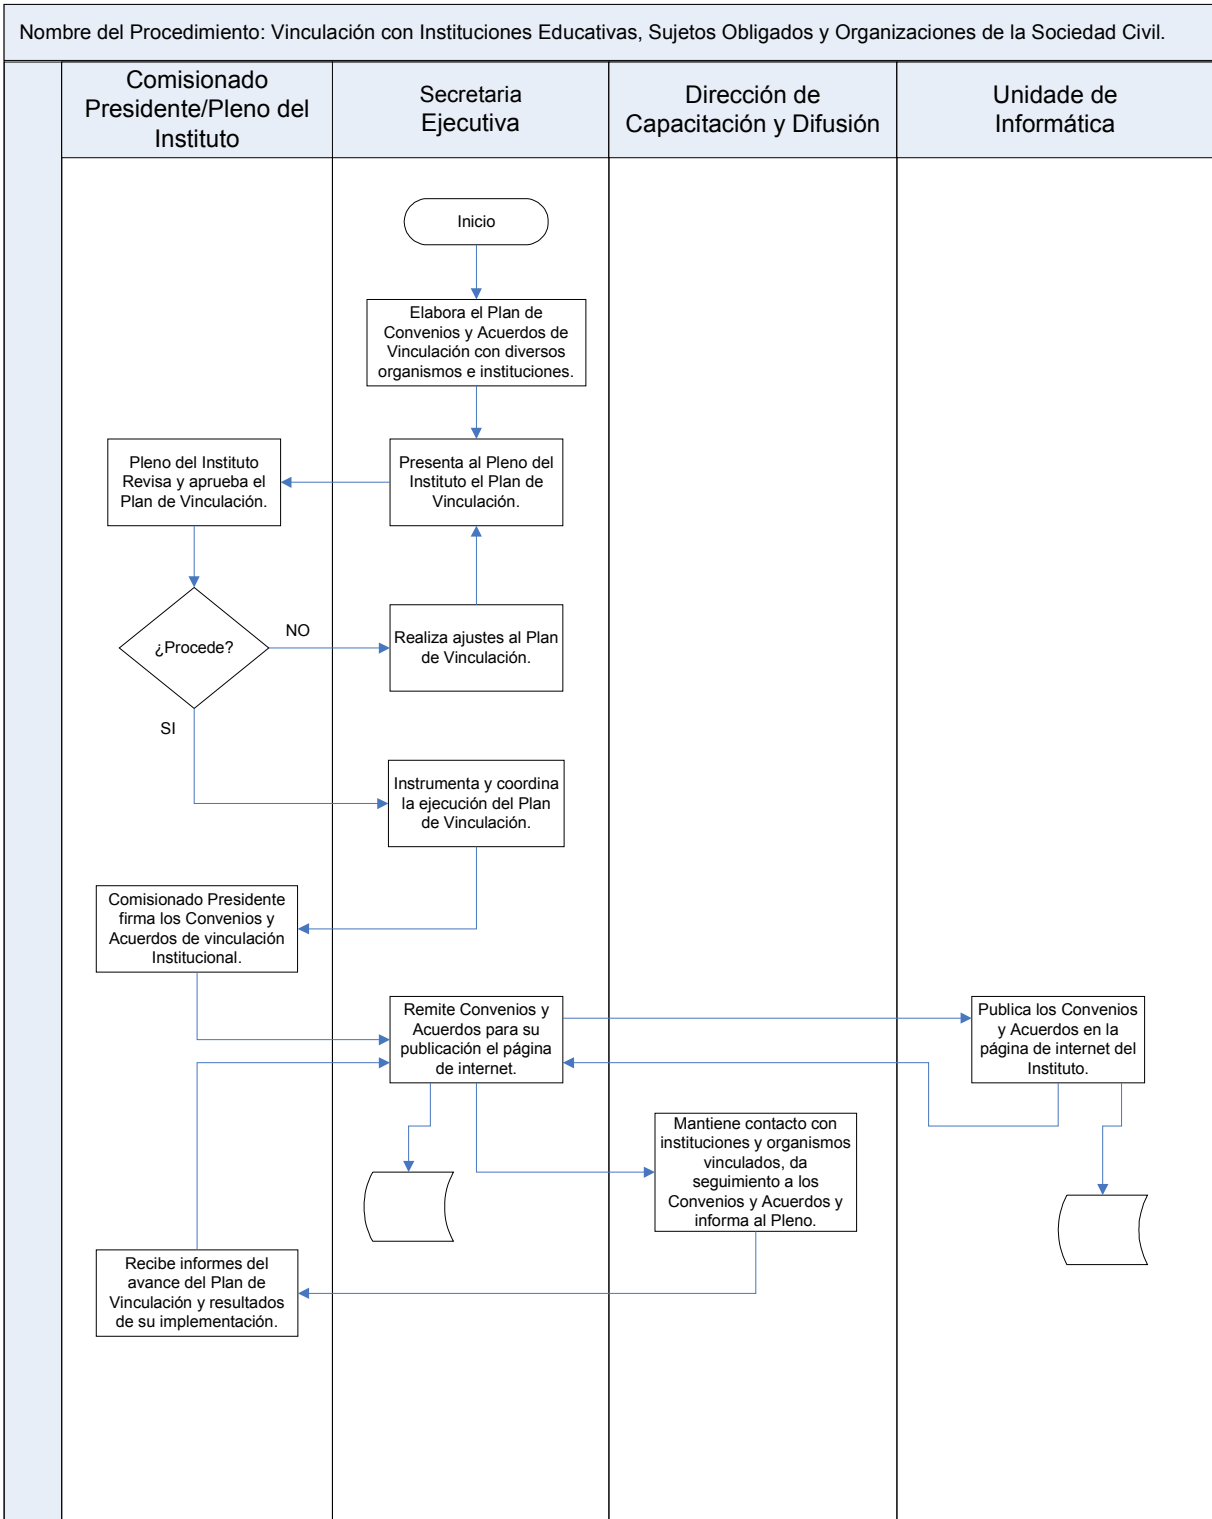 Nombre del Procedimiento: Vinculación con Instituciones Educativas, Sujetos Obligados y Organizaciones de la Sociedad Civil.
Comisionado
Presidente/Pleno del
Instituto
Secretaria
Ejecutiva
Dirección de
Capacitación y Difusión
Unidade de
Informática
Inicio
Elabora el Plan de
Convenios y Acuerdos de
Vinculación con diversos
organismos e instituciones.
Presenta al Pleno del
Instituto el Plan de
Vinculación.
Pleno del Instituto
Revisa y aprueba el
Plan de Vinculación.
¿Procede?
NO
Realiza ajustes al Plan
de Vinculación.
SI
Instrumenta y coordina
la ejecución del Plan
de Vinculación.
Comisionado Presidente
firma los Convenios y
Acuerdos de vinculación
Institucional.
Remite Convenios y
Acuerdos para su
publicación el página
de internet.
Publica los Convenios
y Acuerdos en la
página de internet del
Instituto.
Mantiene contacto con
instituciones y organismos
vinculados, da
seguimiento a los
Convenios y Acuerdos y
informa al Pleno.
Recibe informes del
avance del Plan de
Vinculación y resultados
de su implementación.